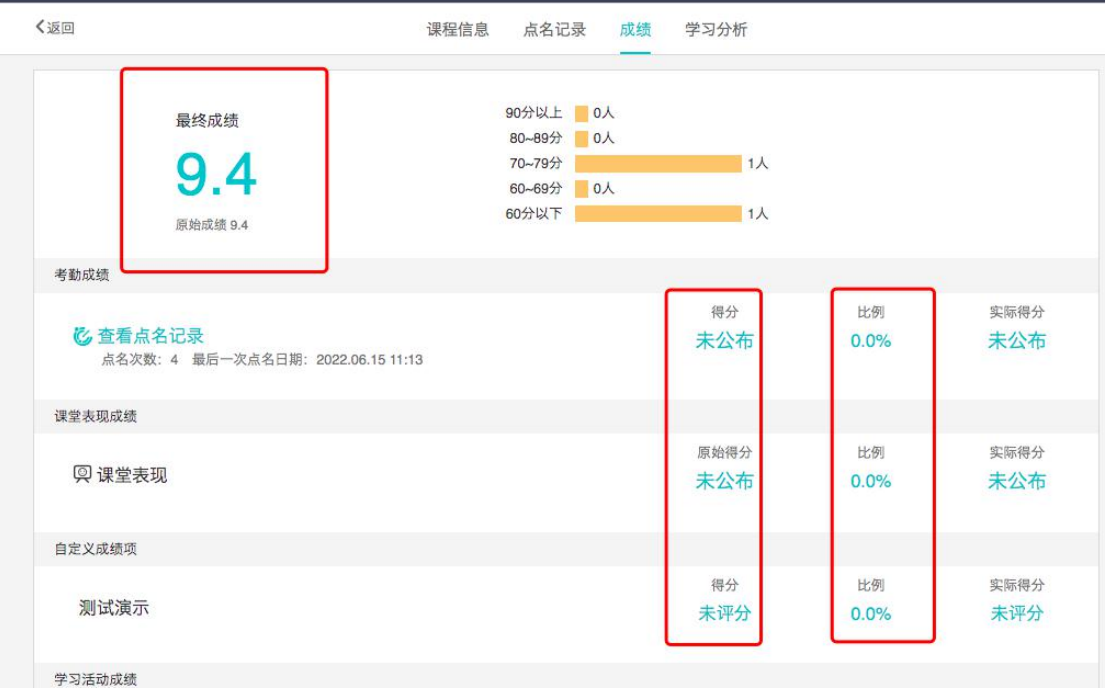 返回
课程信息 点名记录 成绩 学习分析
最终成绩
9.4
原始成绩 9.4
90分以上 0人
80~89分 0人
70~79分 1人
60~69分 0人
60分以下 1人
考勤成绩
查看点名记录
点名次数：4 最后一次点名日期：2022.06.15 11:13
得分 比例 实际得分
未公布 0.0% 未公布
课堂表现成绩
课堂表现
原始得分 比例 实际得分
未公布 0.0% 未公布
自定义成绩项
测试演示
得分 比例 实际得分
未评分 0.0% 未评分
学习活动成绩